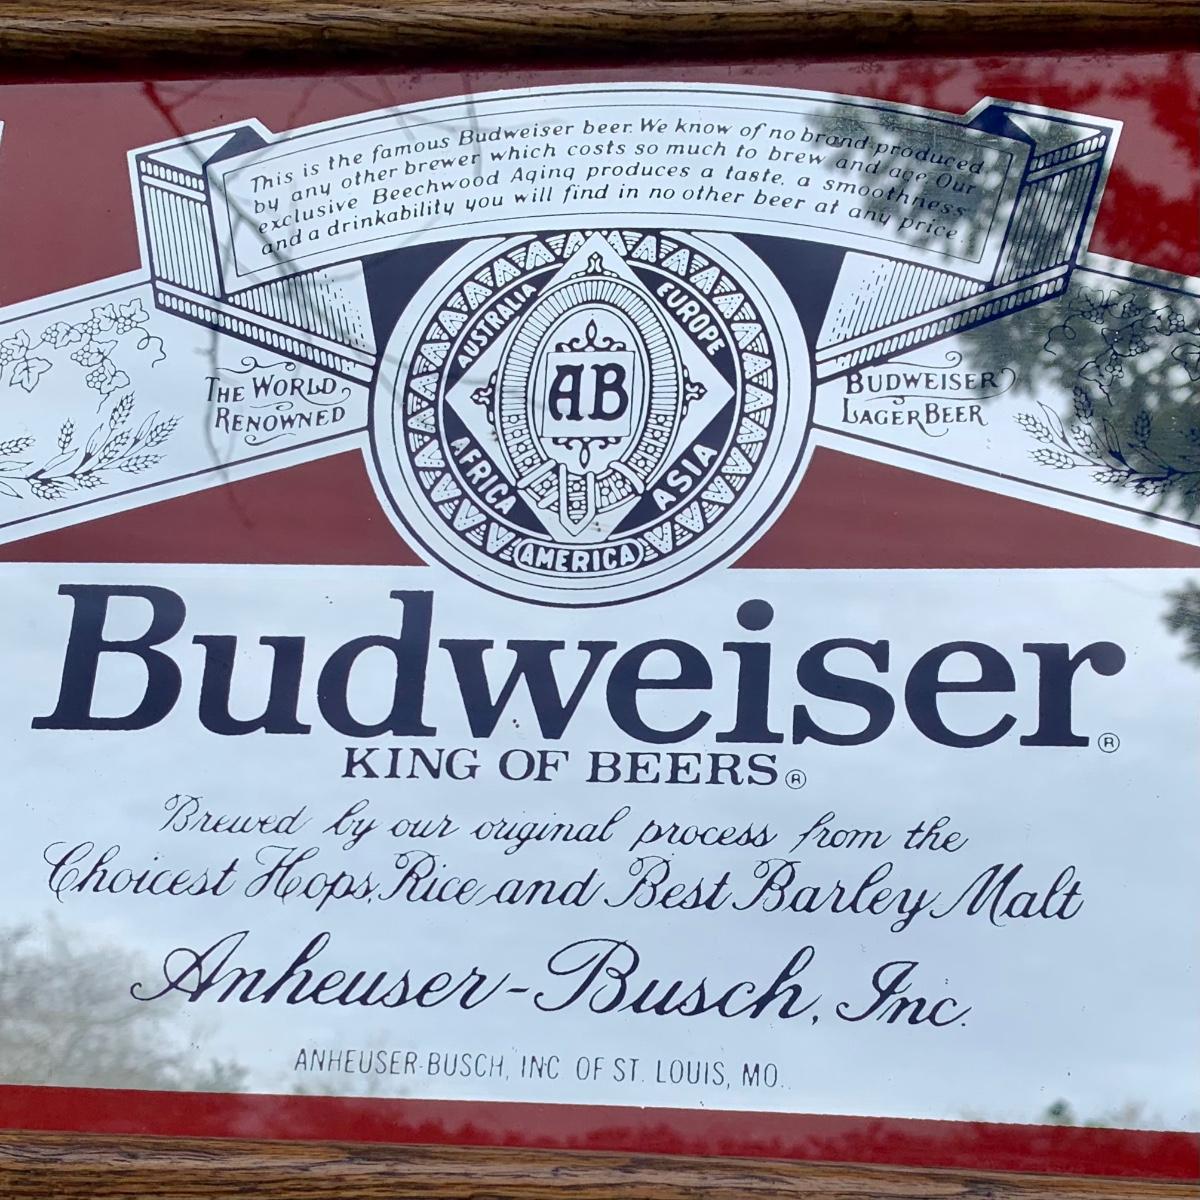 This is the famous Budweiser beer. We know of no brand produced
by any other brewer which costs so much to brew and age. Our
exclusive Beechwood Aging produces a taste, a smoothness
and a drinkability you will find in no other beer at any price.
AUSTRALIA
EUROPE
THE WORLD
RENOWNED
AB
BUDWEISER
LAGER BEER
AFRICA
ASIA
AMERICA
Budweiser®
KING OF BEERS®
Brewed by our original process from the
Choicest Hops, Rice and Best Barley Malt
Anheuser-Busch, Inc.
ANHEUSER-BUSCH, INC OF ST. LOUIS, MO.